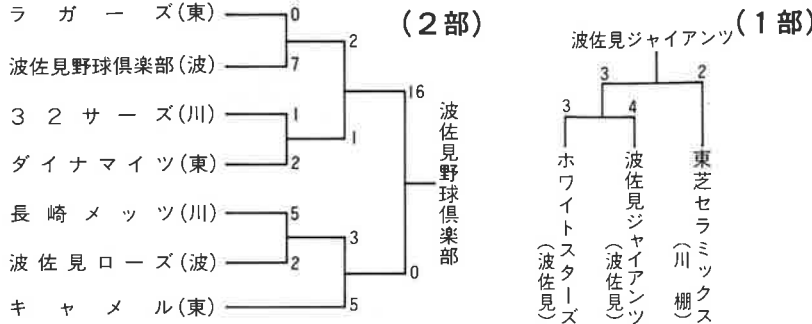 (2部)
ラガーズ(東)
波佐見野球倶楽部(波)
32サーズ(川)
ダイナマイツ(東)
長崎メッツ(川)
波佐見ローズ(波)
キャメル(東)
0
7
1
2
5
2
2
1
3
5
16
0
波佐見野球倶楽部
(1部)
波佐見ジャイアンツ
3
2
3
4
ホワイトスターズ(波佐見)
波佐見ジャイアンツ(波佐見)
東芝セラミックス(川棚)